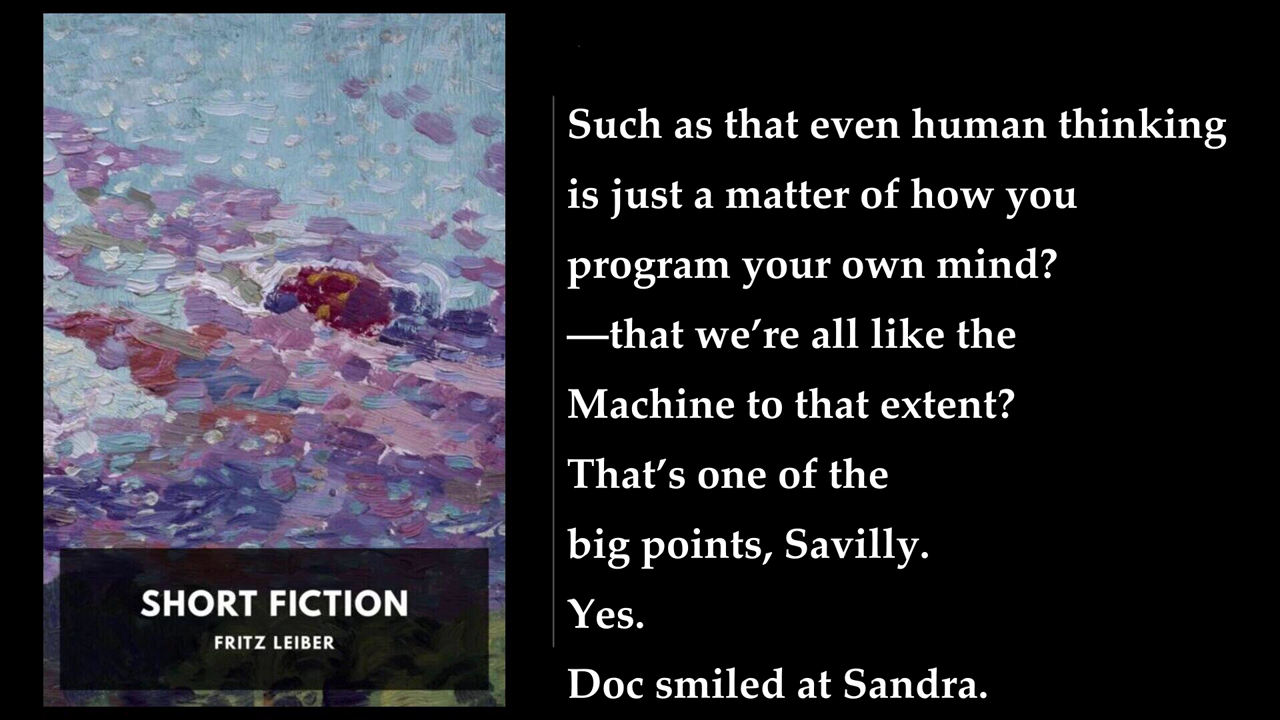 SHORT FICTION
FRITZ LEIBER
Such as that even human thinking
is just a matter of how you
program your own mind?
—that we’re all like the
Machine to that extent?
That’s one of the
big points, Savilly.
Yes.
Doc smiled at Sandra.